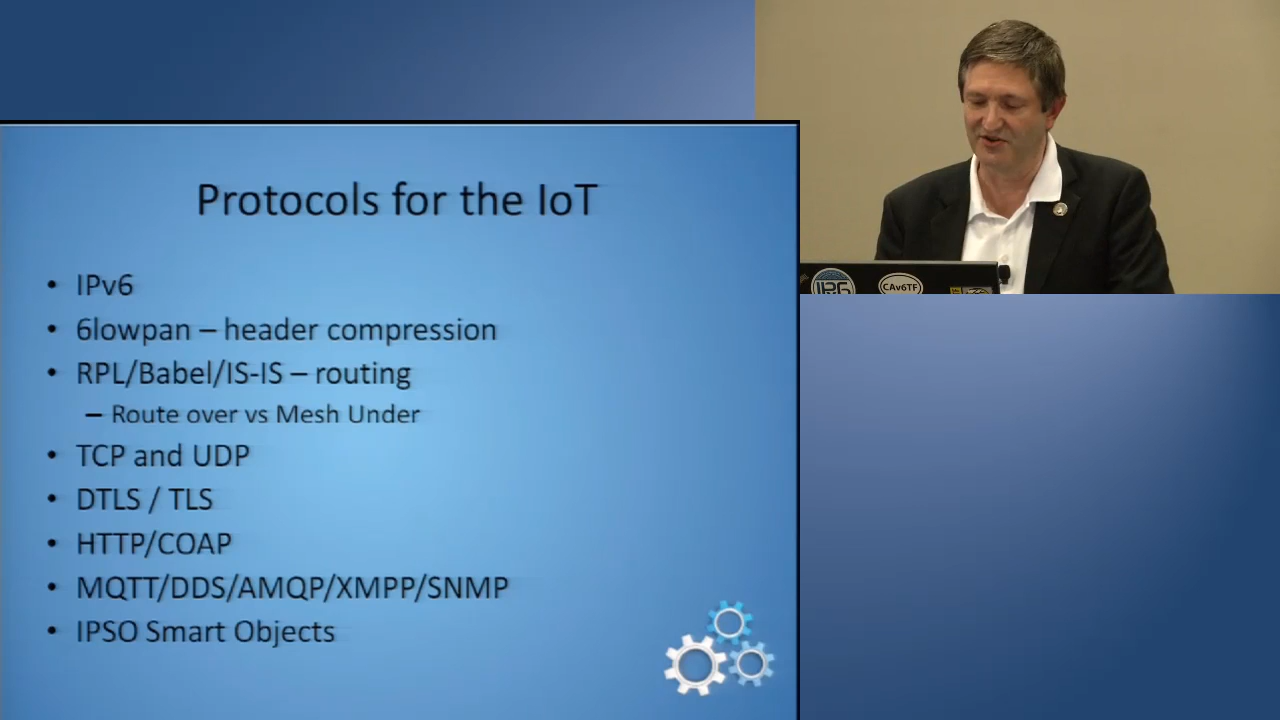 Protocols for the IoT
• IPv6
• 6lowpan – header compression
• RPL/Babel/IS-IS – routing
– Route over vs Mesh Under
• TCP and UDP
• DTLS / TLS
• HTTP/COAP
• MQTT/DDS/AMQP/XMPP/SNMP
• IPSO Smart Objects
CAv6TF